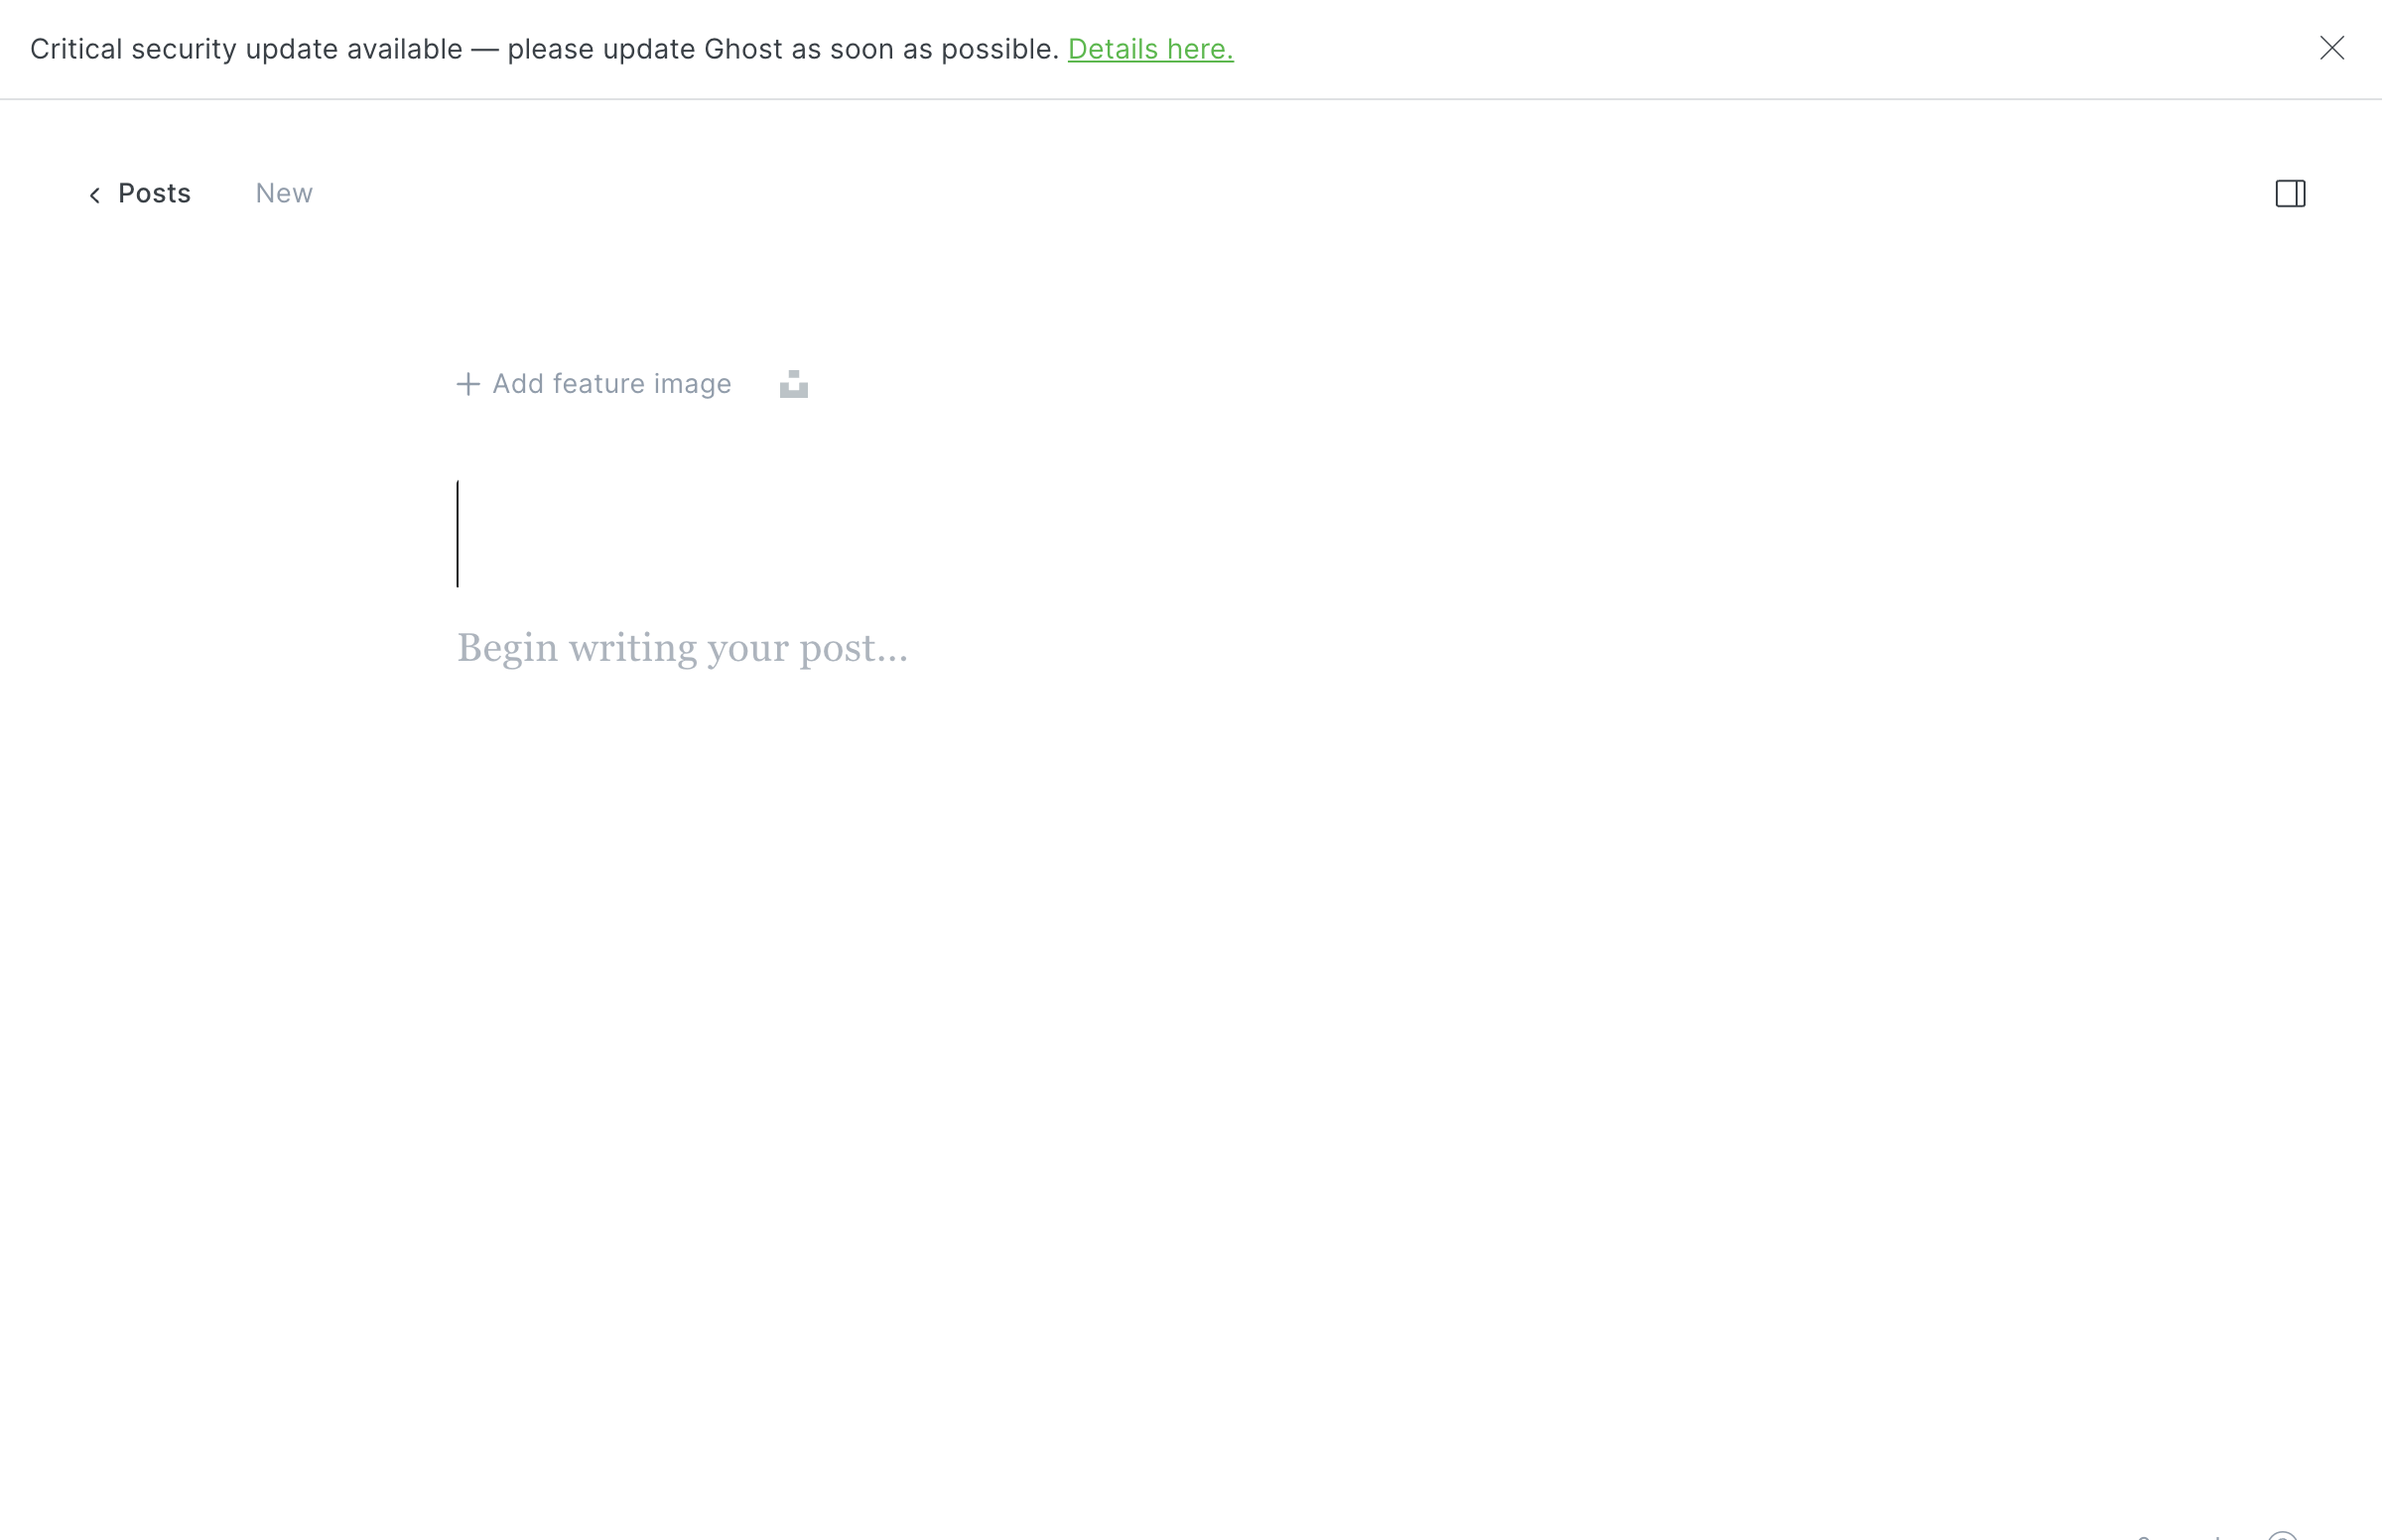 Critical security update available — please update Ghost as soon as possible. Details here.
Posts New
Add feature image
Begin writing your post...